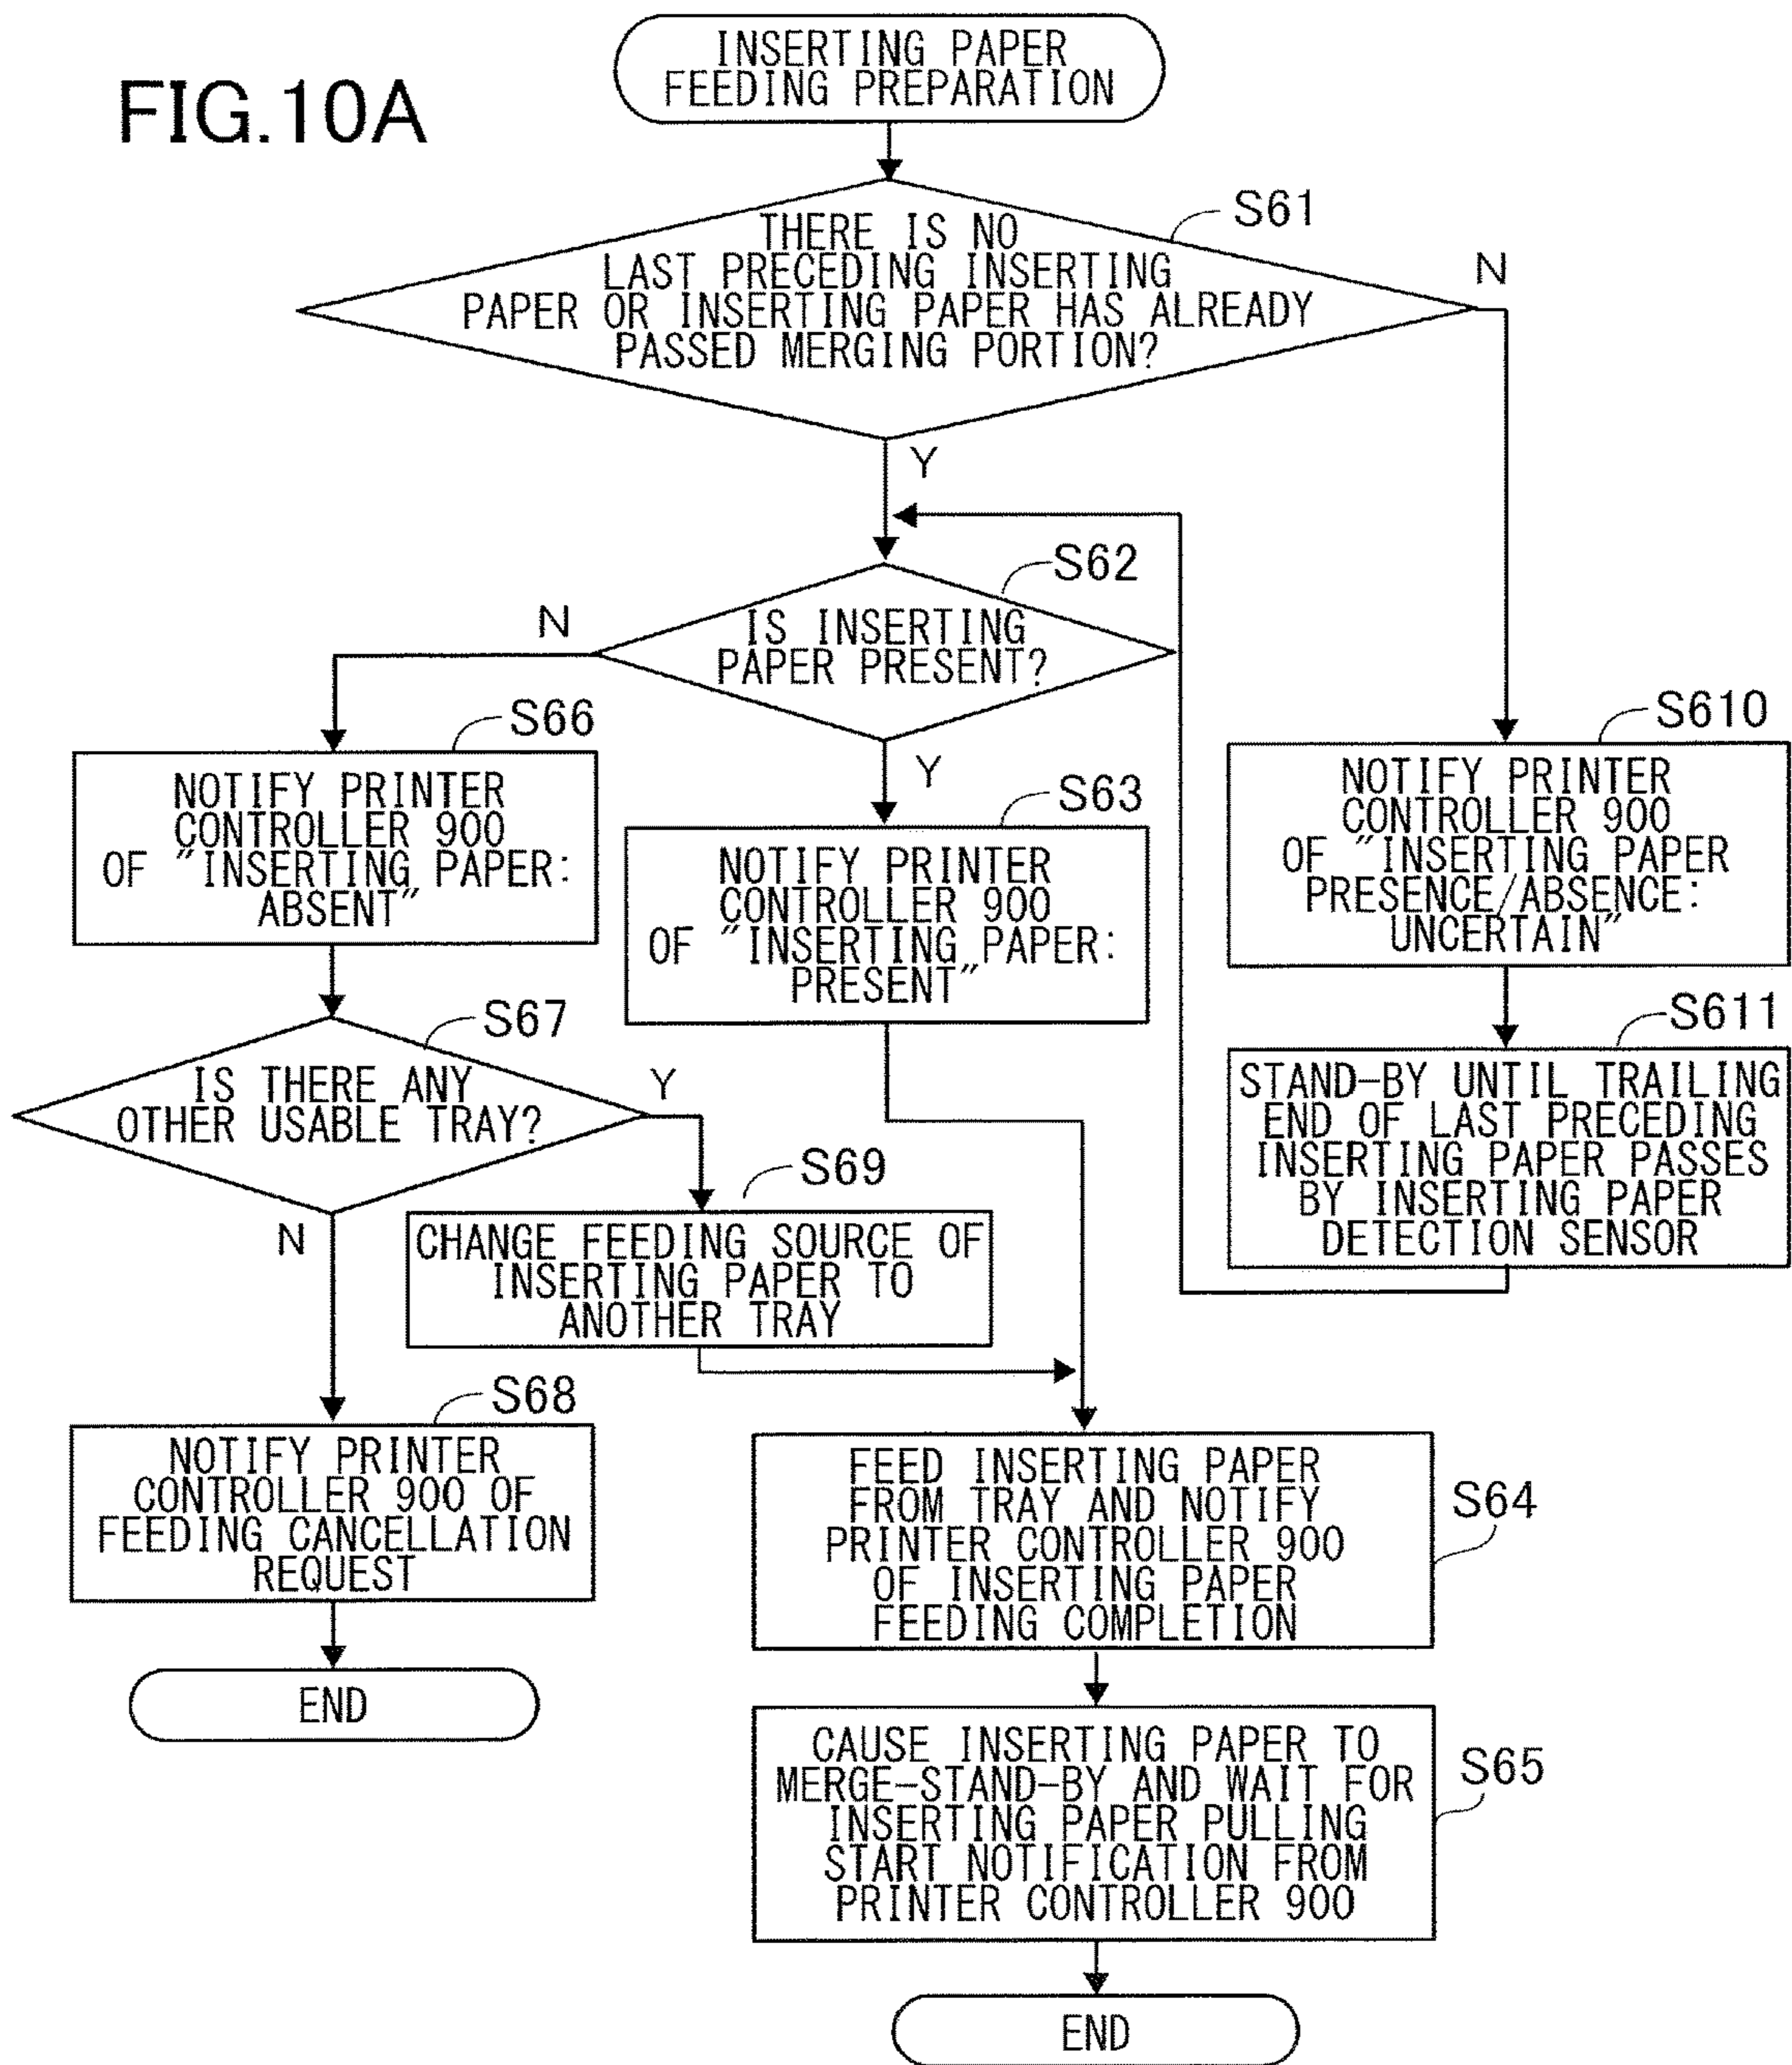 FIG.10A
INSERTING PAPER
FEEDING PREPARATION
S61
THERE IS NO
LAST PRECEDING INSERTING
PAPER OR INSERTING PAPER HAS ALREADY
PASSED MERGING PORTION?
N
Y
S62
IS INSERTING
PAPER PRESENT?
N
Y
S66
NOTIFY PRINTER
CONTROLLER 900
OF "INSERTING PAPER:
ABSENT"
S63
NOTIFY PRINTER
CONTROLLER 900
OF "INSERTING PAPER:
PRESENT"
S610
NOTIFY PRINTER
CONTROLLER 900
OF "INSERTING PAPER
PRESENCE/ABSENCE:
UNCERTAIN"
S67
IS THERE ANY
OTHER USABLE TRAY?
Y
N
S611
STAND-BY UNTIL TRAILING
END OF LAST PRECEDING
INSERTING PAPER PASSES
BY INSERTING PAPER
DETECTION SENSOR
S69
CHANGE FEEDING SOURCE OF
INSERTING PAPER TO
ANOTHER TRAY
S68
NOTIFY PRINTER
CONTROLLER 900 OF
FEEDING CANCELLATION
REQUEST
END
S64
FEED INSERTING PAPER
FROM TRAY AND NOTIFY
PRINTER CONTROLLER 900
OF INSERTING PAPER
FEEDING COMPLETION
S65
CAUSE INSERTING PAPER TO
MERGE-STAND-BY AND WAIT FOR
INSERTING PAPER PULLING
START NOTIFICATION FROM
PRINTER CONTROLLER 900
END